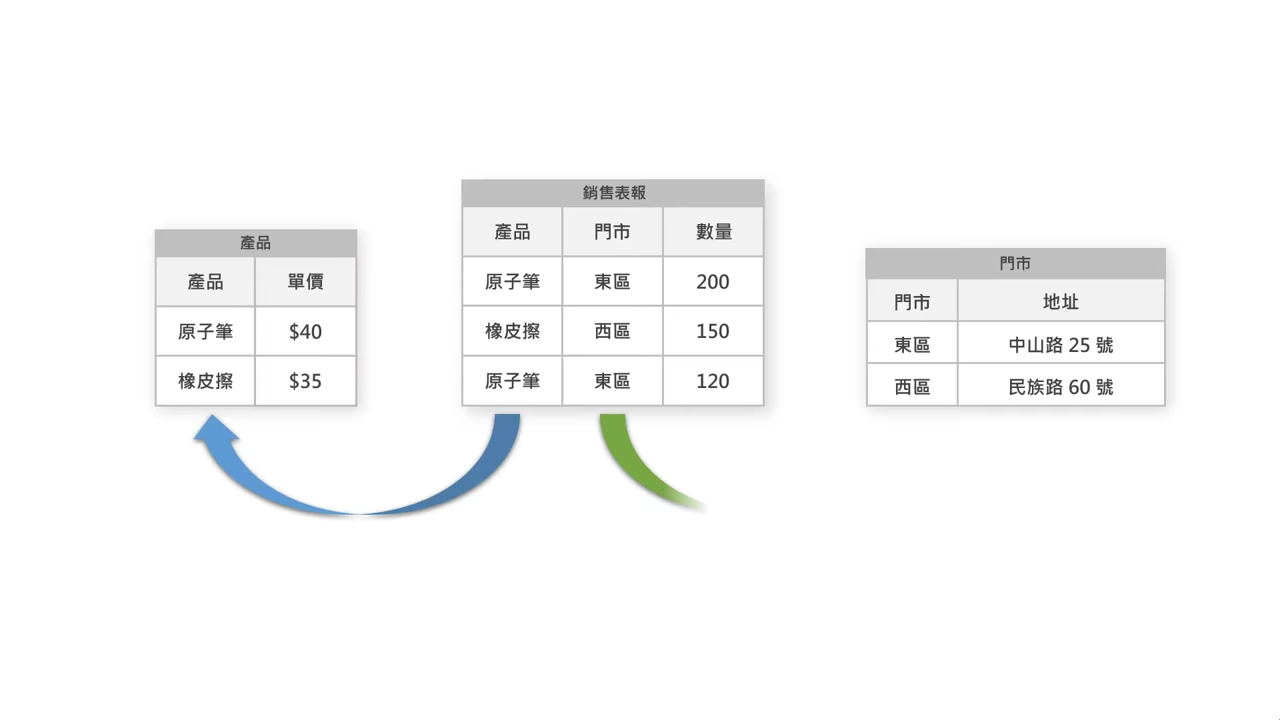 產品
產品 單價
原子筆 $40
橡皮擦 $35
銷售表報
產品 門市 數量
原子筆 東區 200
橡皮擦 西區 150
原子筆 東區 120
門市
門市 地址
東區 中山路 25 號
西區 民族路 60 號